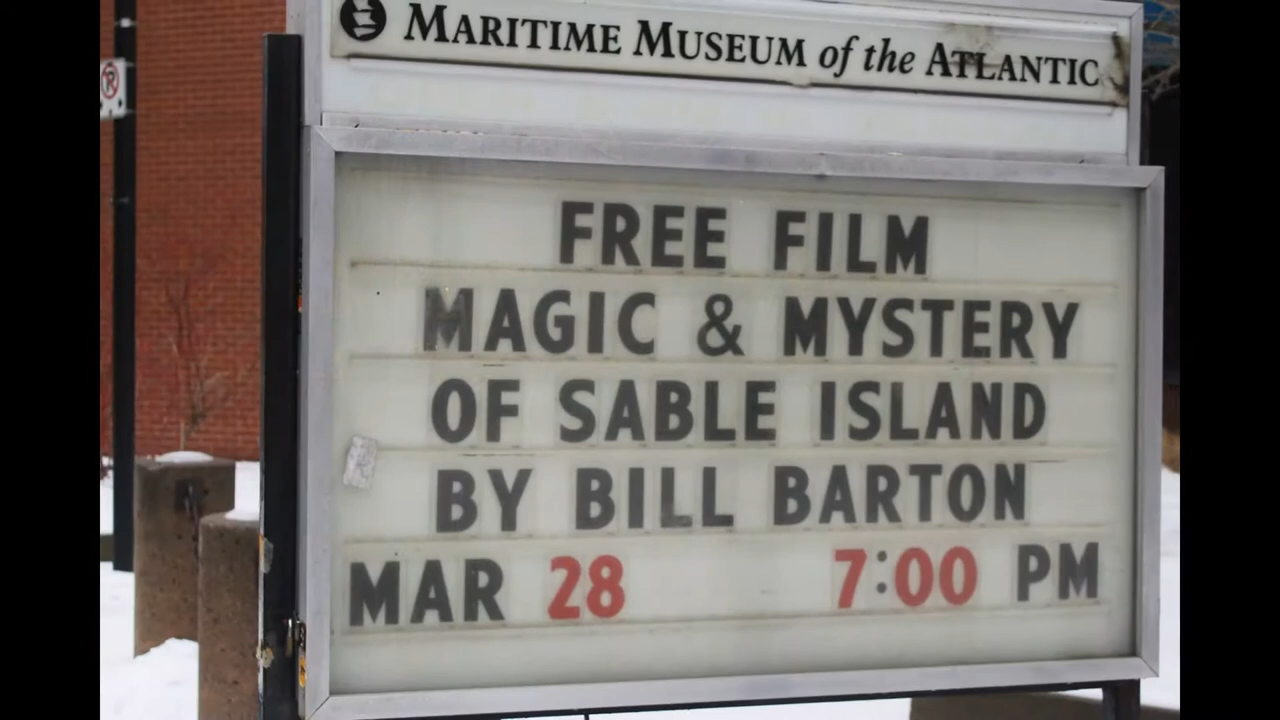 MARITIME MUSEUM of the ATLANTIC
FREE FILM
MAGIC & MYSTERY
OF SABLE ISLAND
BY BILL BARTON
MAR 28 7:00 PM